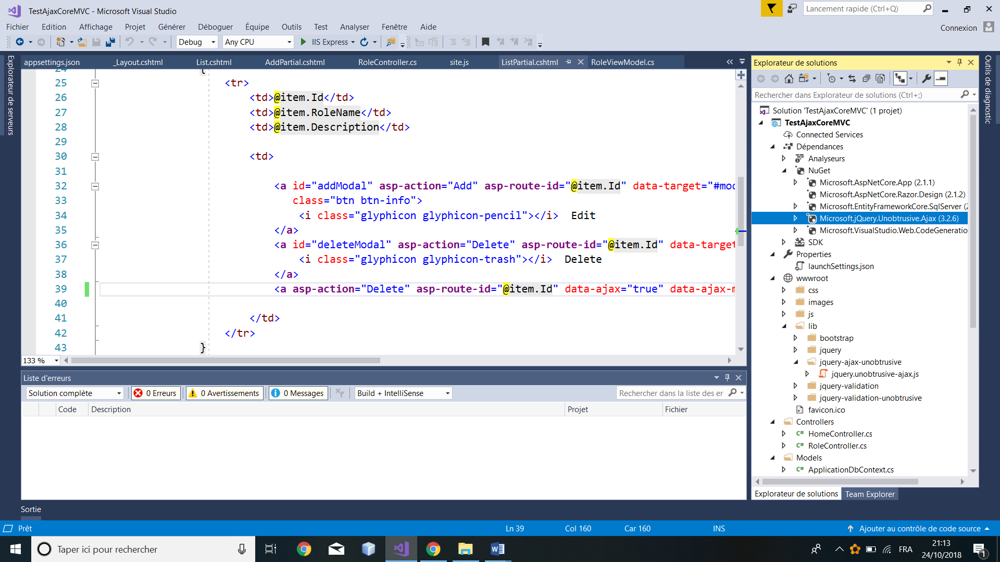 TestAjaxCoreMVC - Microsoft Visual Studio
Lancement rapide (Ctrl+Q)
Fichier Edition Affichage Projet Générer Déboguer Équipe Outils Test Analyser Fenêtre Aide
Connexion
Debug Any CPU IIS Express
Explorateur de serveurs
appsettings.json _Layout.cshtml List.cshtml AddPartial.cshtml RoleController.cs site.js ListPartial.cshtml RoleViewModel.cs
24 {
25 <tr>
26 <td>@item.Id</td>
27 <td>@item.RoleName</td>
28 <td>@item.Description</td>
29
30 <td>
31
32 <a id="addModal" asp-action="Add" asp-route-id="@item.Id" data-target="#mod
33 class="btn btn-info">
34 <i class="glyphicon glyphicon-pencil"></i> Edit
35 </a>
36 <a id="deleteModal" asp-action="Delete" asp-route-id="@item.Id" data-target
37 <i class="glyphicon glyphicon-trash"></i> Delete
38 </a>
39 <a asp-action="Delete" asp-route-id="@item.Id" data-ajax="true" data-ajax-m
40
41 </td>
42 </tr>
43 }
133 %
Liste d'erreurs
Solution complète 0 Erreurs 0 Avertissements 0 Messages Build + IntelliSense Rechercher dans la liste des er
Code Description Projet Fichier
Sortie
Explorateur de solutions
Rechercher dans Explorateur de solutions (Ctrl+;)
Solution 'TestAjaxCoreMVC' (1 projet)
TestAjaxCoreMVC
Connected Services
Dépendances
Analyseurs
NuGet
Microsoft.AspNetCore.App (2.1.1)
Microsoft.AspNetCore.Razor.Design (2.1.2)
Microsoft.EntityFrameworkCore.SqlServer (2
Microsoft.jQuery.Unobtrusive.Ajax (3.2.6)
Microsoft.VisualStudio.Web.CodeGeneratio
SDK
Properties
launchSettings.json
wwwroot
css
images
js
lib
bootstrap
jquery
jquery-ajax-unobtrusive
jquery.unobtrusive-ajax.js
jquery-validation
jquery-validation-unobtrusive
favicon.ico
Controllers
HomeController.cs
RoleController.cs
Models
ApplicationDbContext.cs
Explorateur de solutions Team Explorer
Outils de diagnostic
Prêt Ln 39 Col 160 Car 160 INS Ajouter au contrôle de code source
Taper ici pour rechercher
FRA
21:13
24/10/2018
1